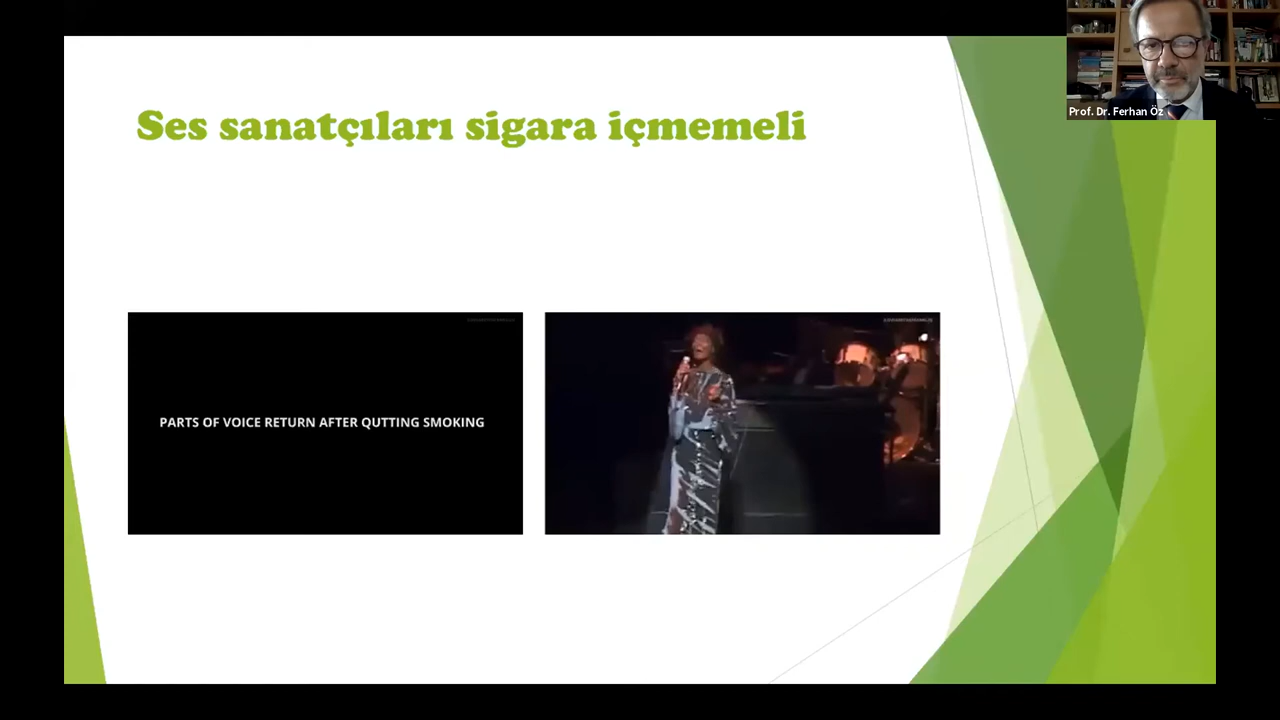 Ses sanatçıları sigara içmemeli
Prof. Dr. Ferhan Öz
PARTS OF VOICE RETURN AFTER QUTTING SMOKING